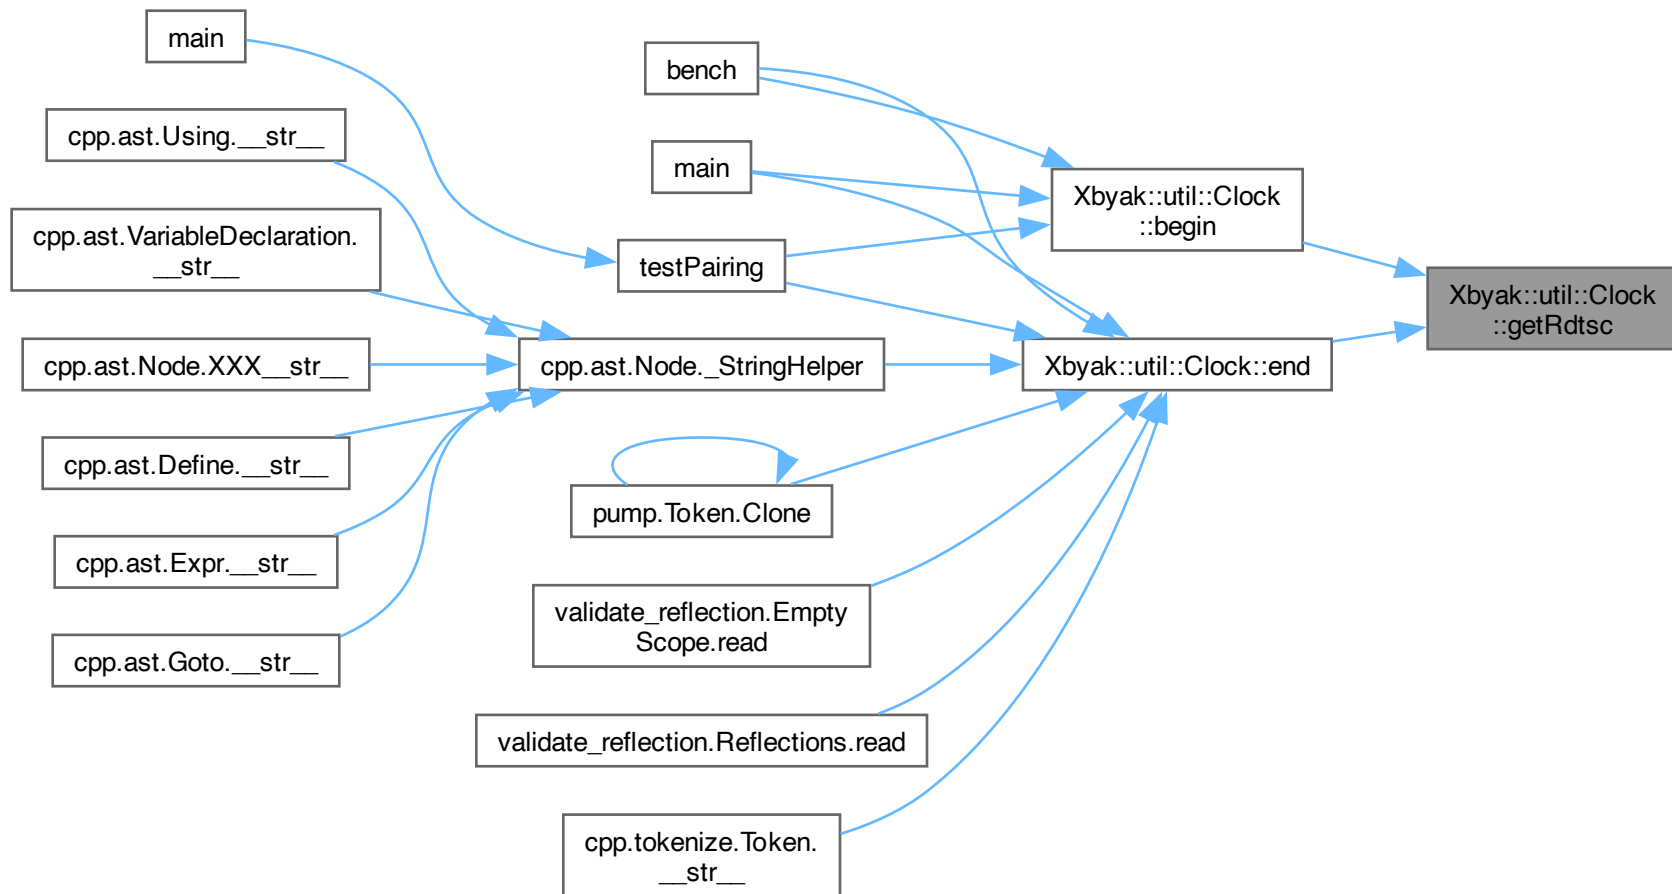 main
cpp.ast.Using.__str__
cpp.ast.VariableDeclaration.
__str__
cpp.ast.Node.XXX__str__
cpp.ast.Define.__str__
cpp.ast.Expr.__str__
cpp.ast.Goto.__str__
bench
main
testPairing
cpp.ast.Node._StringHelper
pump.Token.Clone
validate_reflection.Empty
Scope.read
validate_reflection.Reflections.read
cpp.tokenize.Token.
__str__
Xbyak::util::Clock
::begin
Xbyak::util::Clock::end
Xbyak::util::Clock
::getRdtsc